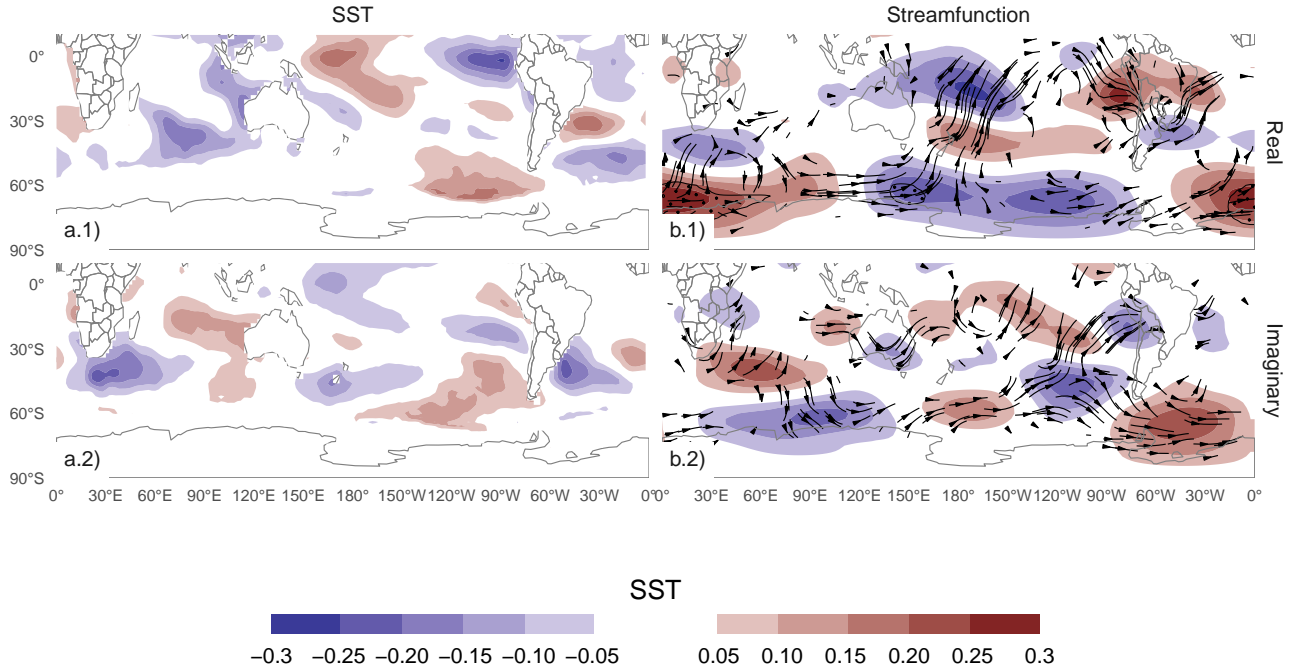 SST Streamfunction
0°
30°S
60°S
90°S
a.1)
b.1)
Real
0°
30°S
60°S
90°S
a.2)
b.2)
Imaginary
0° 30°E 60°E 90°E 120°E 150°E 180° 150°W 120°W 90°W 60°W 30°W 0°
0° 30°E 60°E 90°E 120°E 150°E 180° 150°W 120°W 90°W 60°W 30°W 0°
SST
−0.3 −0.25 −0.20 −0.15 −0.10 −0.05 0.05 0.10 0.15 0.20 0.25 0.3